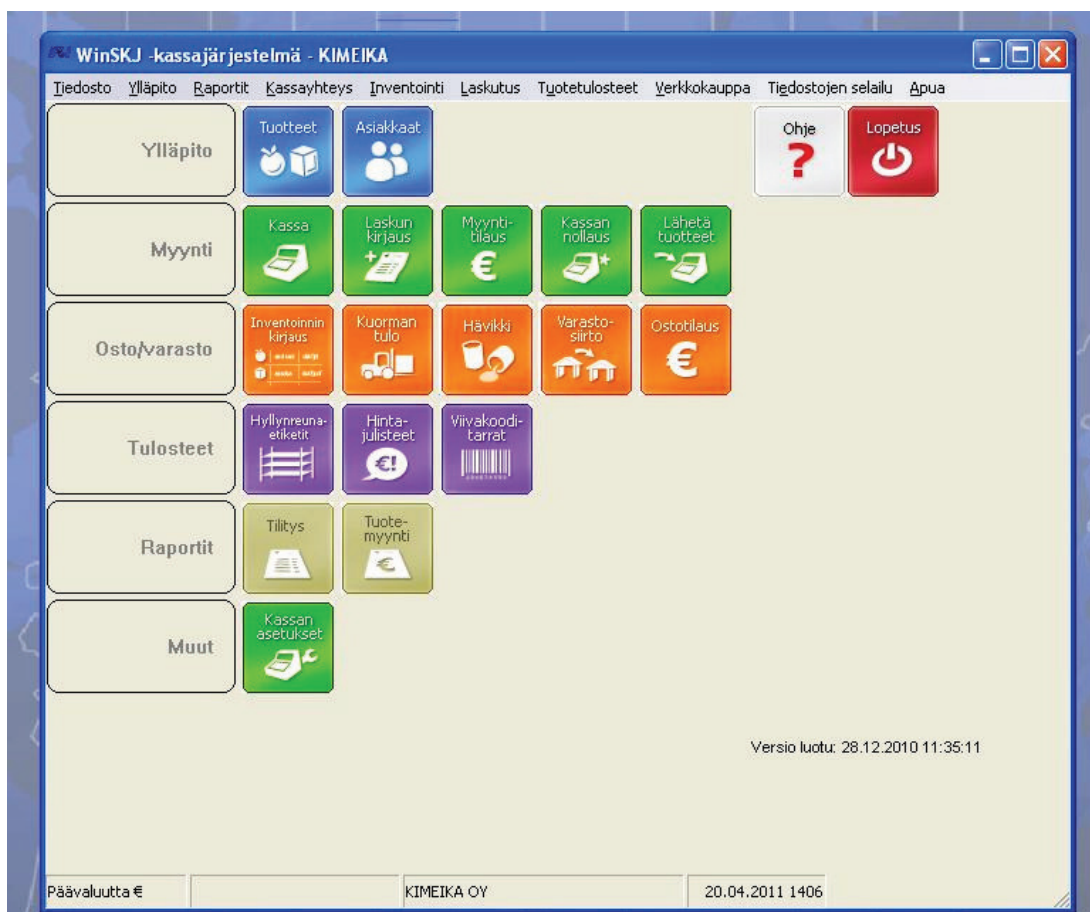 WinSKJ -kassajärjestelmä - KIMEIKA
Tiedosto Ylläpito Raportit Kassayhteys Inventointi Laskutus Tuotetulosteet Verkkokauppa Tiedostojen selailu Apua
Ylläpito
Tuotteet
Asiakkaat
Ohje
?
Lopetus
Myynti
Kassa
Laskun
kirjaus
Myynti-
tilaus
€
Kassan
nollaus
Lähetä
tuotteet
Osto/varasto
Inventoinnin
kirjaus
Kuorman
tulo
Hävikki
Varasto-
siirto
Ostotilaus
€
Tulosteet
Hyllynreuna-
etiketit
Hinta-
julisteet
€!
Viivakoodi-
tarrat
Raportit
Tilitys
Tuote-
myynti
€
Muut
Kassan
asetukset
Versio luotu: 28.12.2010 11:35:11
Päävaluutta € KIMEIKA OY 20.04.2011 1406